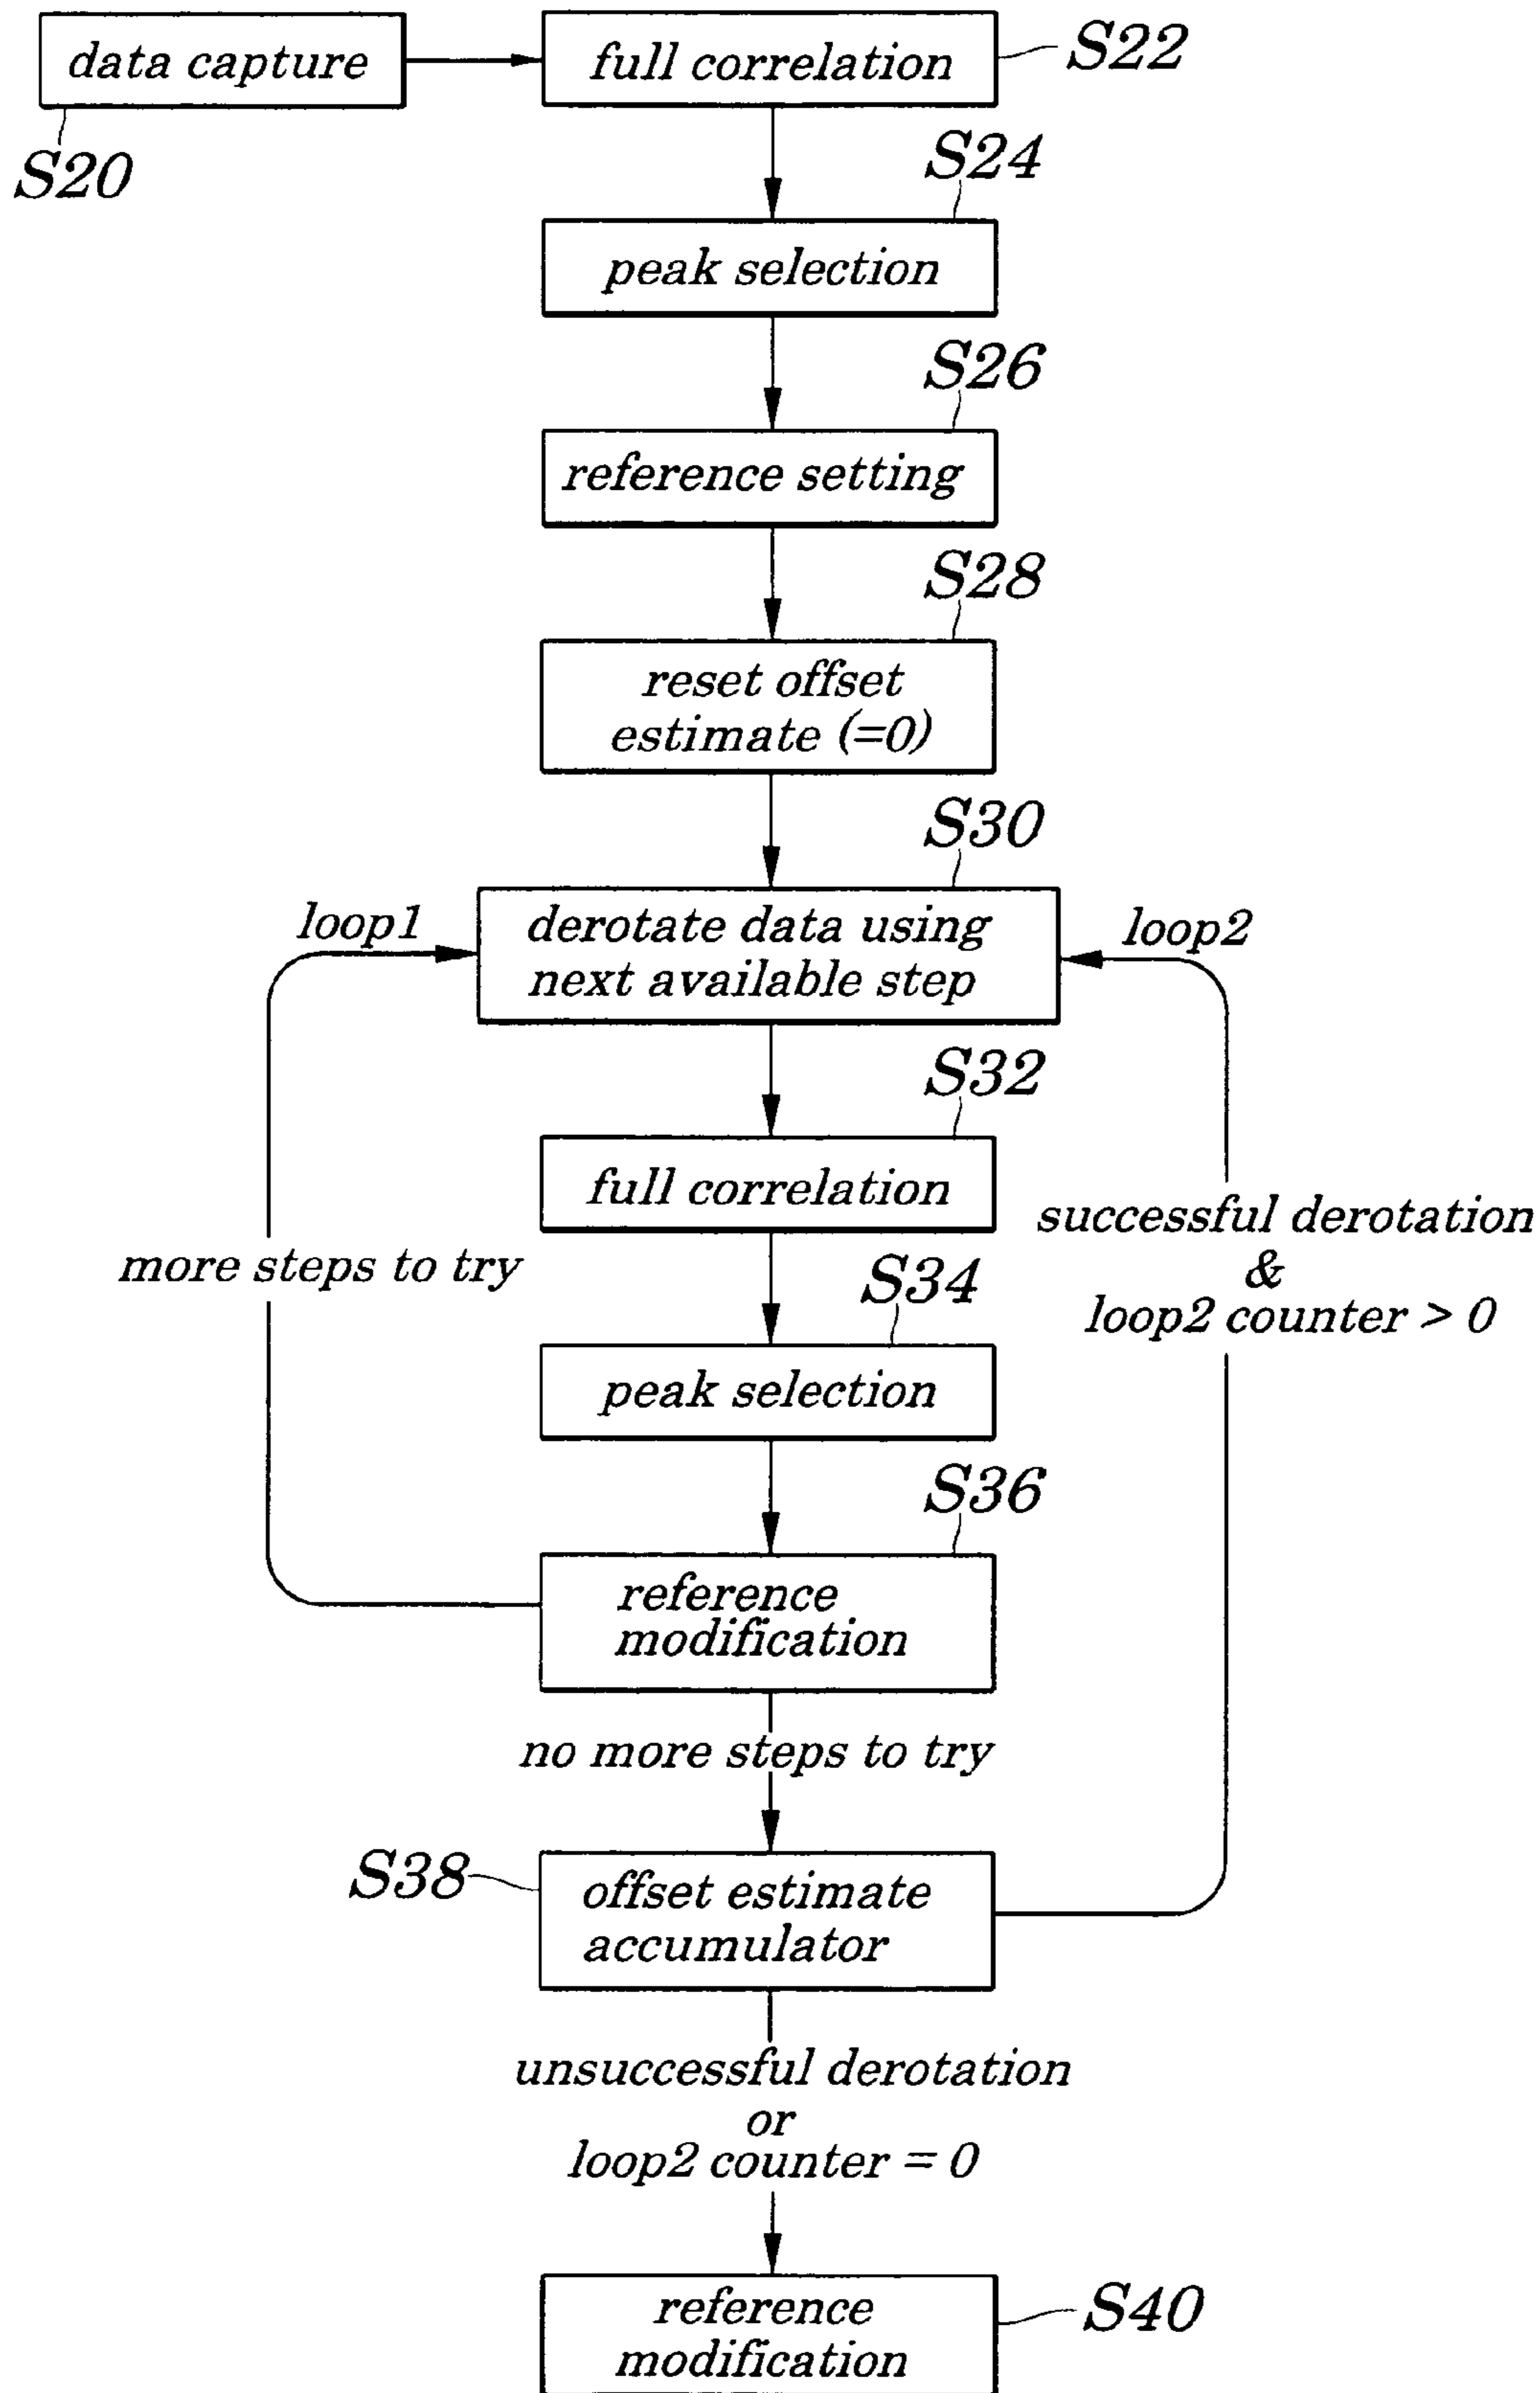 data capture
full correlation
S22
S20
S24
peak selection
S26
reference setting
S28
reset offset
estimate (=0)
S30
loop1
derotate data using
next available step
loop2
S32
full correlation
successful derotation
&
loop2 counter > 0
more steps to try
S34
peak selection
S36
reference
modification
no more steps to try
S38
offset estimate
accumulator
unsuccessful derotation
or
loop2 counter = 0
reference
modification
S40